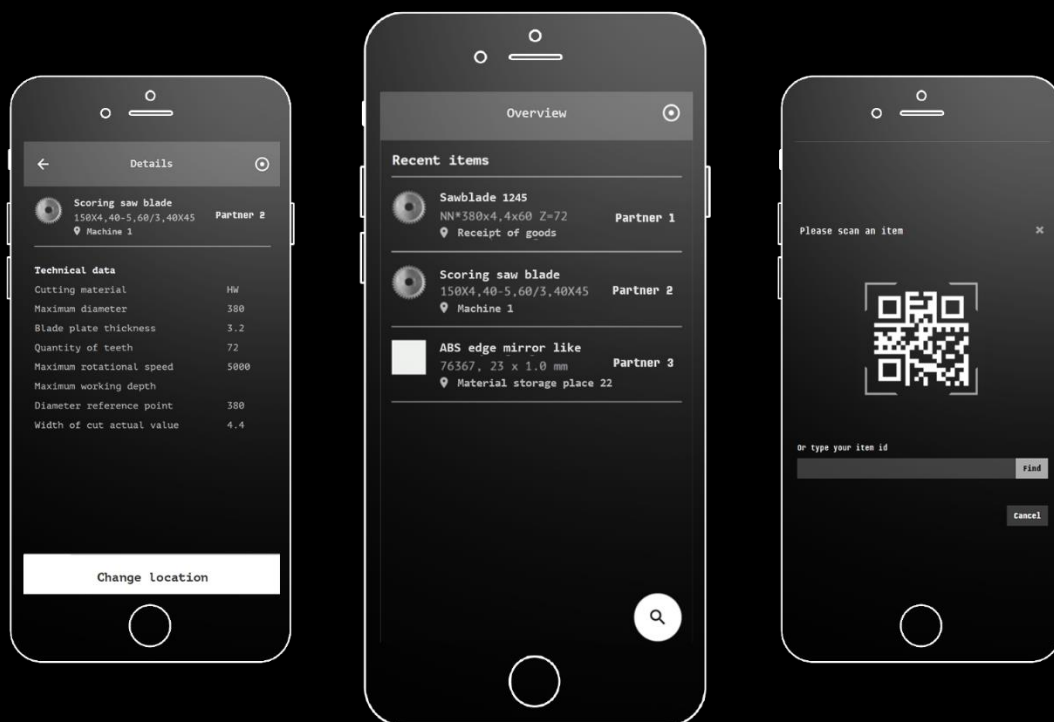 Details
Scoring saw blade
150X4,40-5,60/3,40X45
Partner 2
Machine 1
Technical data
Cutting material HW
Maximum diameter 380
Blade plate thickness 3.2
Quantity of teeth 72
Maximum rotational speed 5000
Maximum working depth
Diameter reference point 380
Width of cut actual value 4.4
Change location
Overview
Recent items
Sawblade 1245
NN*380x4,4x60 Z=72
Partner 1
Receipt of goods
Scoring saw blade
150X4,40-5,60/3,40X45
Partner 2
Machine 1
ABS edge mirror like
76367, 23 x 1.0 mm
Partner 3
Material storage place 22
Please scan an item
Or type your item id
Find
Cancel